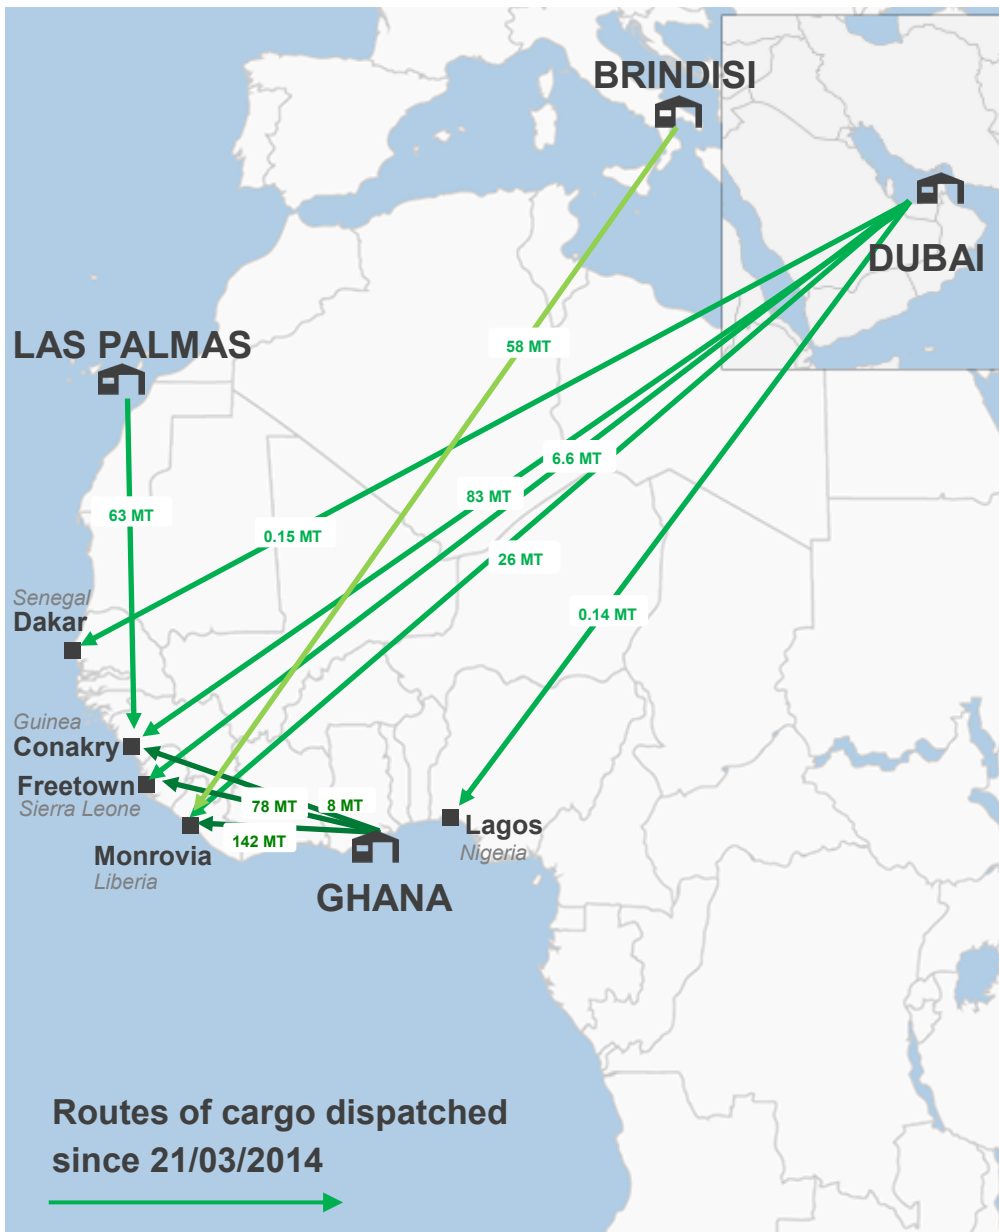 BRINDISI
DUBAI
LAS PALMAS
58 MT
6.6 MT
83 MT
63 MT
0.15 MT
26 MT
Senegal
Dakar
0.14 MT
Guinea
Conakry
Freetown
Sierra Leone
78 MT
8 MT
142 MT
Lagos
Nigeria
Monrovia
Liberia
GHANA
Routes of cargo dispatched
since 21/03/2014